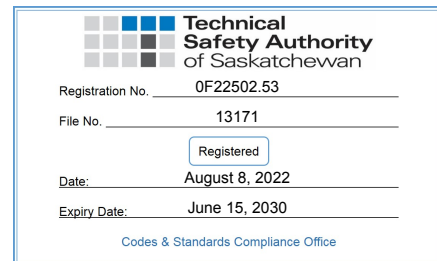 Technical
Safety Authority
of Saskatchewan
Registration No. 0F22502.53
File No. 13171
Registered
Date: August 8, 2022
Expiry Date: June 15, 2030
Codes & Standards Compliance Office